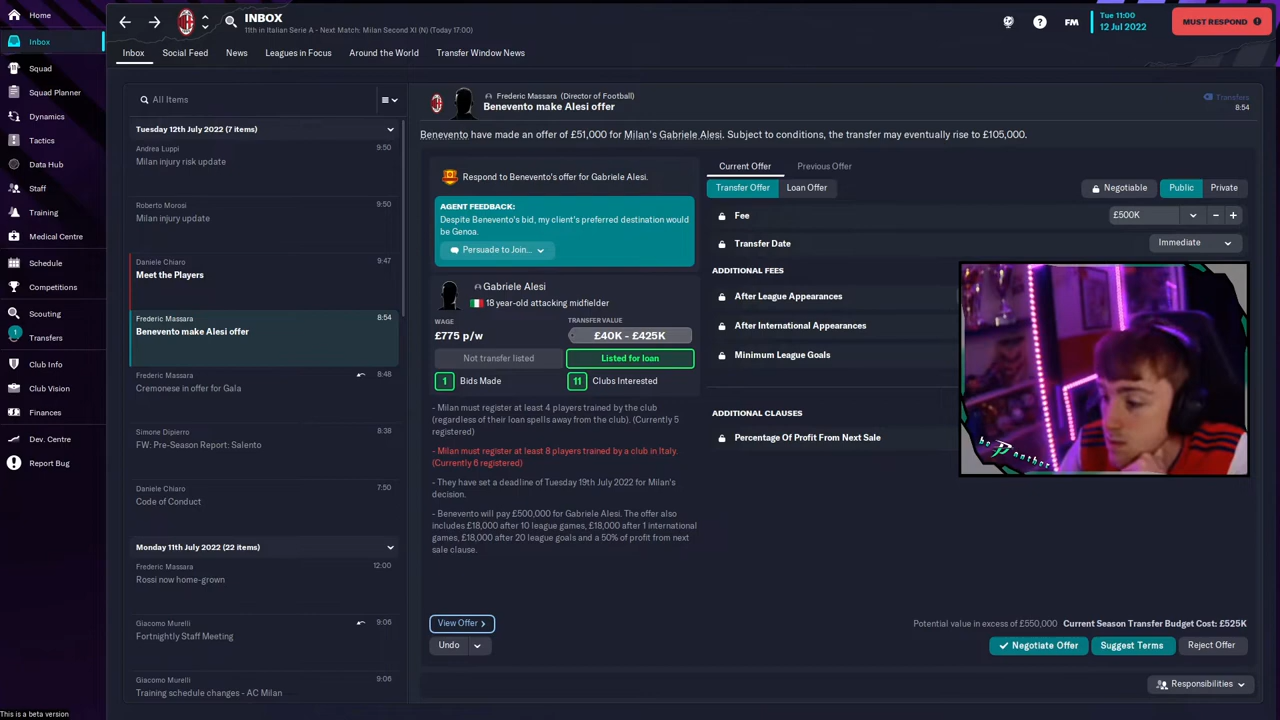 Home
INBOX
11th in Italian Serie A - Next Match: Milan Second XI (N) (Today 17:00)
FM
Tue 11:00
12 Jul 2022
MUST RESPOND
Inbox
Inbox
Social Feed
News
Leagues in Focus
Around the World
Transfer Window News
Squad
Squad Planner
Dynamics
Tactics
Data Hub
Staff
Training
Medical Centre
Schedule
Competitions
Scouting
1
Transfers
Club Info
Club Vision
Finances
Dev. Centre
Report Bug
This is a beta version
All Items
Tuesday 12th July 2022 (7 items)
Andrea Luppi
9:50
Milan injury risk update
Roberto Morosi
9:50
Milan injury update
Daniele Chiaro
9:47
Meet the Players
Frederic Massara
8:54
Benevento make Alesi offer
Frederic Massara
8:48
Cremonese in offer for Gala
Simone Dipierro
8:38
FW: Pre-Season Report: Salento
Daniele Chiaro
7:50
Code of Conduct
Monday 11th July 2022 (22 items)
Frederic Massara
12:00
Rossi now home-grown
Giacomo Murelli
9:06
Fortnightly Staff Meeting
Giacomo Murelli
9:06
Training schedule changes - AC Milan
Frederic Massara (Director of Football)
Benevento make Alesi offer
Transfers
8:54
Benevento have made an offer of £51,000 for Milan's Gabriele Alesi. Subject to conditions, the transfer may eventually rise to £105,000.
Respond to Benevento's offer for Gabriele Alesi.
AGENT FEEDBACK:
Despite Benevento's bid, my client's preferred destination would
be Genoa.
Persuade to Join...
Gabriele Alesi
18 year-old attacking midfielder
WAGE
£775 p/w
TRANSFER VALUE
£40K - £425K
Not transfer listed
Listed for loan
1
Bids Made
11
Clubs Interested
- Milan must register at least 4 players trained by the club
(regardless of their loan spells away from the club). (Currently 5
registered)
- Milan must register at least 8 players trained by a club in Italy.
(Currently 6 registered)
- They have set a deadline of Tuesday 19th July 2022 for Milan's
decision.
- Benevento will pay £500,000 for Gabriele Alesi. The offer also
includes £18,000 after 10 league games, £18,000 after 1 international
games, £18,000 after 20 league goals and a 50% of profit from next
sale clause.
View Offer
Undo
Current Offer
Previous Offer
Transfer Offer
Loan Offer
Negotiable
Public
Private
Fee
£500K
Transfer Date
Immediate
ADDITIONAL FEES
After League Appearances
After International Appearances
Minimum League Goals
ADDITIONAL CLAUSES
Percentage Of Profit From Next Sale
Potential value in excess of £550,000
Current Season Transfer Budget Cost: £525K
Negotiate Offer
Suggest Terms
Reject Offer
Responsibilities